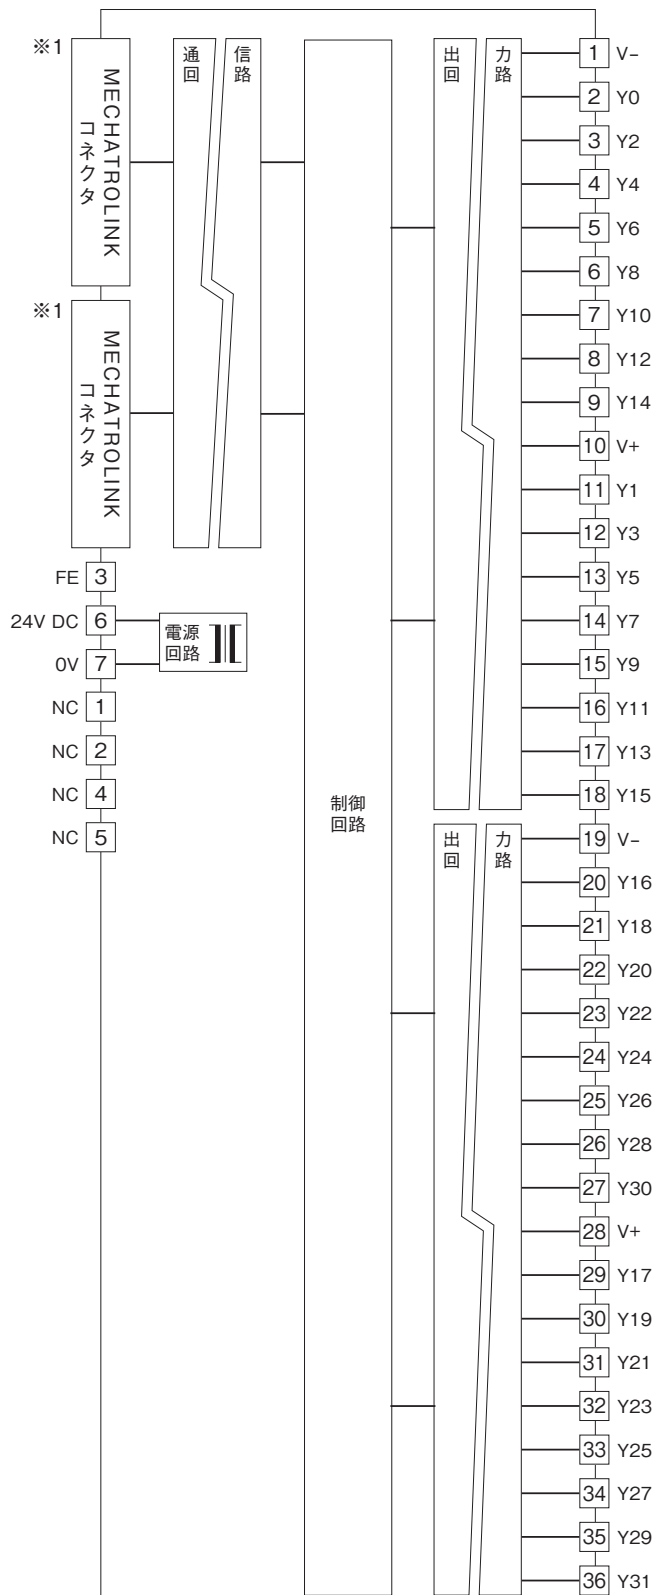 ※1
MECHATROLINK
コネクタ
※1
MECHATROLINK
コネクタ
通信
回路
FE 3
24V DC 6
0V 7
NC 1
NC 2
NC 4
NC 5
電源
回路
制御
回路
出力
回路
1 V−
2 Y0
3 Y2
4 Y4
5 Y6
6 Y8
7 Y10
8 Y12
9 Y14
10 V+
11 Y1
12 Y3
13 Y5
14 Y7
15 Y9
16 Y11
17 Y13
18 Y15
出力
回路
19 V−
20 Y16
21 Y18
22 Y20
23 Y22
24 Y24
25 Y26
26 Y28
27 Y30
28 V+
29 Y17
30 Y19
31 Y21
32 Y23
33 Y25
34 Y27
35 Y29
36 Y31